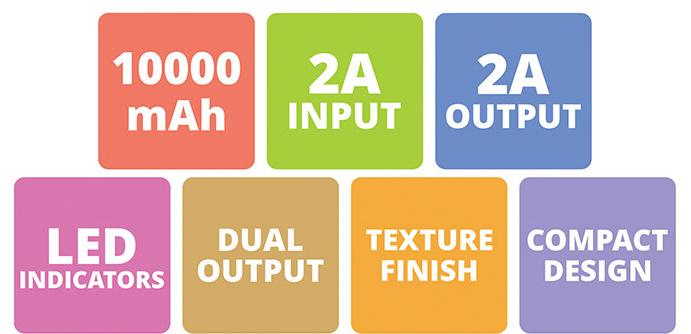 10000
mAh
2A
INPUT
2A
OUTPUT
LED
INDICATORS
DUAL
OUTPUT
TEXTURE
FINISH
COMPACT
DESIGN